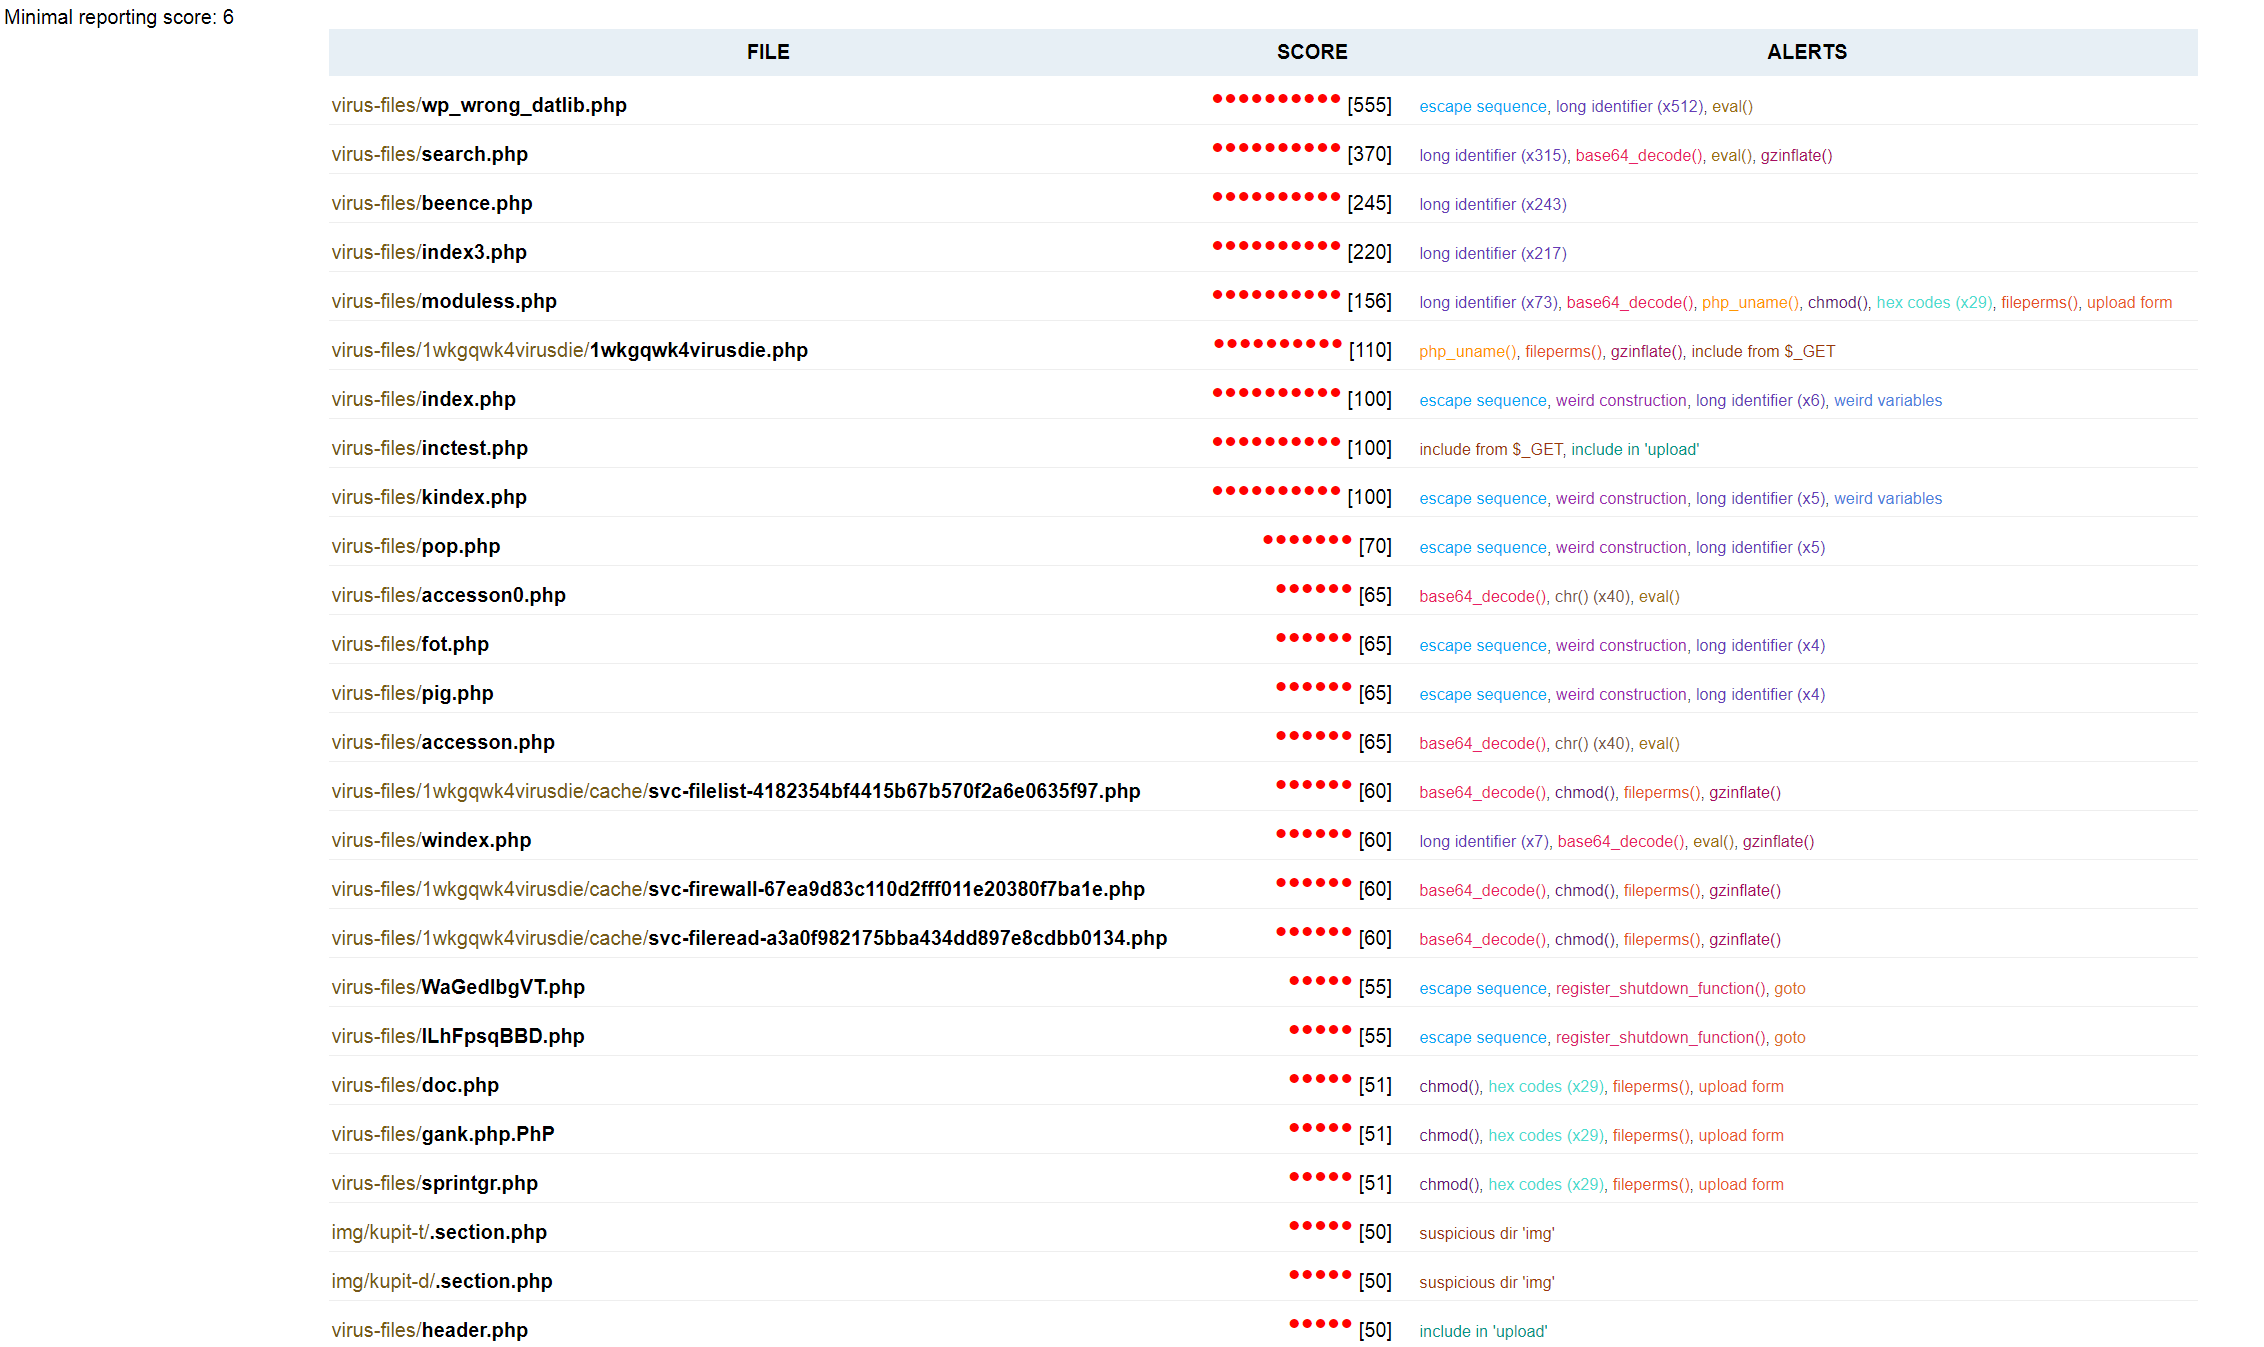 Minimal reporting score: 6
FILE SCORE ALERTS
virus-files/wp_wrong_datlib.php •••••••••• [555] escape sequence, long identifier (x512), eval()
virus-files/search.php •••••••••• [370] long identifier (x315), base64_decode(), eval(), gzinflate()
virus-files/beence.php •••••••••• [245] long identifier (x243)
virus-files/index3.php •••••••••• [220] long identifier (x217)
virus-files/moduless.php •••••••••• [156] long identifier (x73), base64_decode(), php_uname(), chmod(), hex codes (x29), fileperms(), upload form
virus-files/1wkgqwk4virusdie/1wkgqwk4virusdie.php •••••••••• [110] php_uname(), fileperms(), gzinflate(), include from $_GET
virus-files/index.php •••••••••• [100] escape sequence, weird construction, long identifier (x6), weird variables
virus-files/inctest.php •••••••••• [100] include from $_GET, include in 'upload'
virus-files/kindex.php •••••••••• [100] escape sequence, weird construction, long identifier (x5), weird variables
virus-files/pop.php ••••••• [70] escape sequence, weird construction, long identifier (x5)
virus-files/accesson0.php •••••• [65] base64_decode(), chr() (x40), eval()
virus-files/fot.php •••••• [65] escape sequence, weird construction, long identifier (x4)
virus-files/pig.php •••••• [65] escape sequence, weird construction, long identifier (x4)
virus-files/accesson.php •••••• [65] base64_decode(), chr() (x40), eval()
virus-files/1wkgqwk4virusdie/cache/svc-filelist-4182354bf4415b67b570f2a6e0635f97.php •••••• [60] base64_decode(), chmod(), fileperms(), gzinflate()
virus-files/windex.php •••••• [60] long identifier (x7), base64_decode(), eval(), gzinflate()
virus-files/1wkgqwk4virusdie/cache/svc-firewall-67ea9d83c110d2fff011e20380f7ba1e.php •••••• [60] base64_decode(), chmod(), fileperms(), gzinflate()
virus-files/1wkgqwk4virusdie/cache/svc-fileread-a3a0f982175bba434dd897e8cdbb0134.php •••••• [60] base64_decode(), chmod(), fileperms(), gzinflate()
virus-files/WaGedIbgVT.php ••••• [55] escape sequence, register_shutdown_function(), goto
virus-files/lLhFpsqBBD.php ••••• [55] escape sequence, register_shutdown_function(), goto
virus-files/doc.php ••••• [51] chmod(), hex codes (x29), fileperms(), upload form
virus-files/gank.php.PhP ••••• [51] chmod(), hex codes (x29), fileperms(), upload form
virus-files/sprintgr.php ••••• [51] chmod(), hex codes (x29), fileperms(), upload form
img/kupit-t/.section.php ••••• [50] suspicious dir 'img'
img/kupit-d/.section.php ••••• [50] suspicious dir 'img'
virus-files/header.php ••••• [50] include in 'upload'